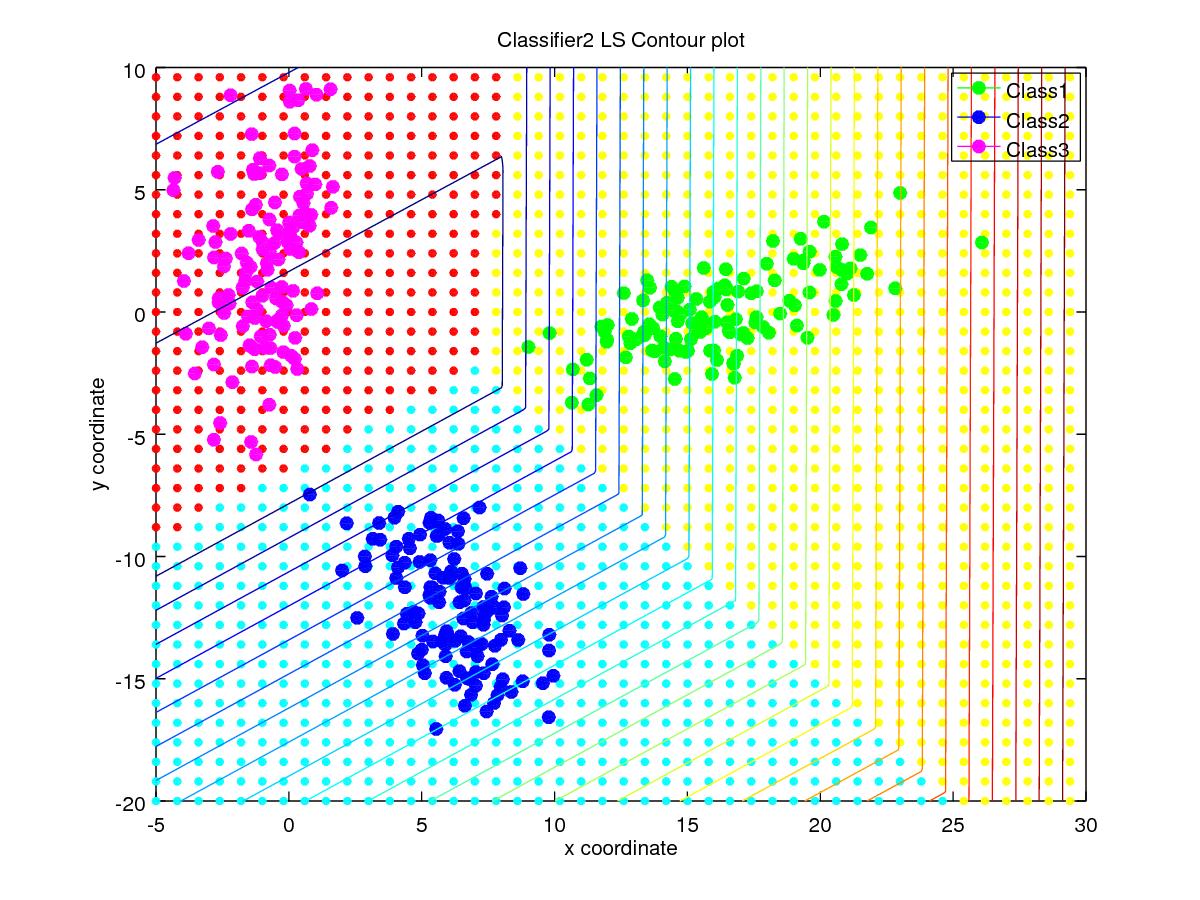 Classifier2 LS Contour plot
Class1
Class2
Class3
10
5
0
-5
-10
-15
-20
y coordinate
-5 0 5 10 15 20 25 30
x coordinate